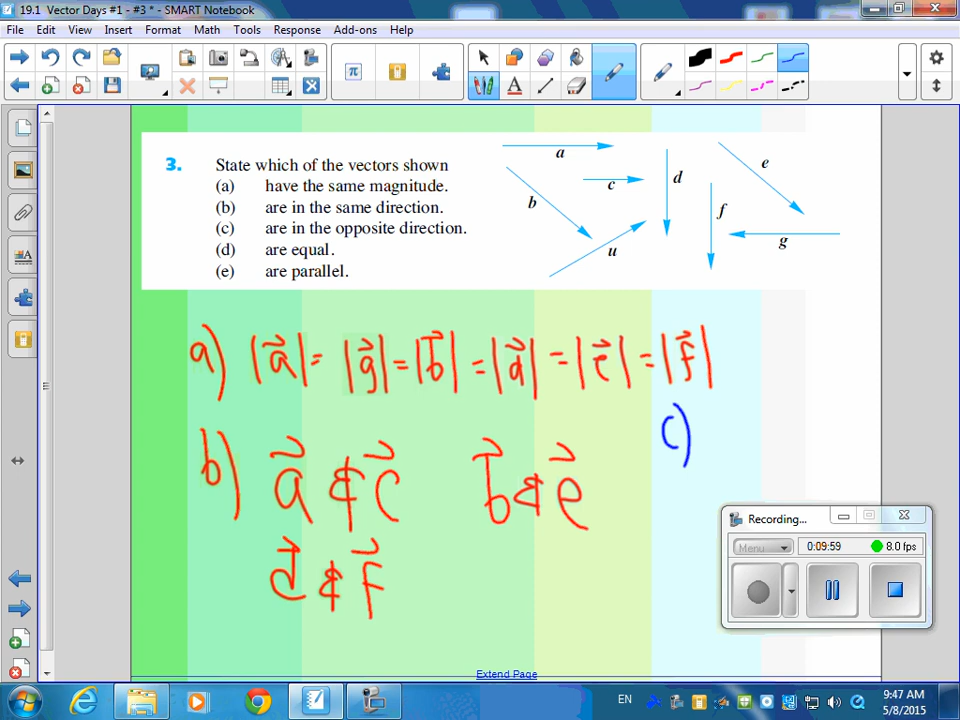 19.1 Vector Days #1 - #3 * - SMART Notebook
File Edit View Insert Format Math Tools Response Add-ons Help
3. State which of the vectors shown
(a) have the same magnitude.
(b) are in the same direction.
(c) are in the opposite direction.
(d) are equal.
(e) are parallel.
a
b
c
u
d
f
e
g
a) |a⃗| = |g⃗| = |b⃗| = |d⃗| = |e⃗| = |f⃗|
b) a⃗ & c⃗ b⃗ & e⃗
d⃗ & f⃗
c)
Recording...
Menu 0:09:59 8.0 fps
Extend Page
EN
9:47 AM
5/8/2015